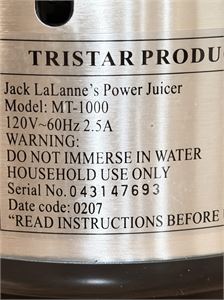 TRISTAR PRODU
Jack LaLanne's Power Juicer
Model: MT-1000
120V~60Hz 2.5A
WARNING:
DO NOT IMMERSE IN WATER
HOUSEHOLD USE ONLY
Serial No. 043147693
Date code: 0207
"READ INSTRUCTIONS BEFORE